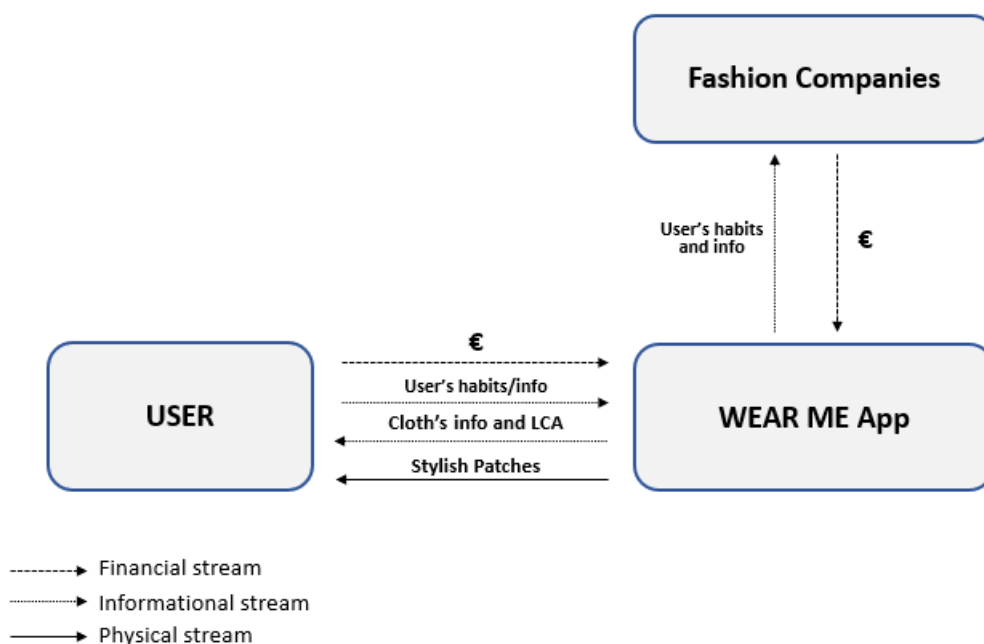 Fashion Companies
User's habits
and info
€
€
User's habits/info
Cloth's info and LCA
Stylish Patches
USER
WEAR ME App
Financial stream
Informational stream
Physical stream